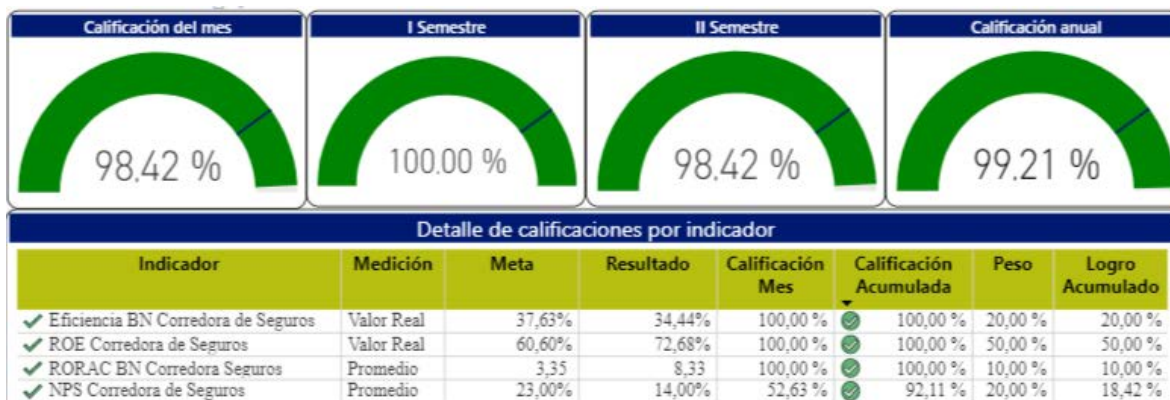 Calificación del mes
I Semestre
II Semestre
Calificación anual
98,42 %
100,00 %
98,42 %
99,21 %
Detalle de calificaciones por indicador
Indicador Medición Meta Resultado Calificación Mes Calificación Acumulada Peso Logro Acumulado
Eficiencia BN Corredora de Seguros Valor Real 37,63% 34,44% 100,00 % 100,00 % 20,00 % 20,00 %
ROE Corredora de Seguros Valor Real 60,60% 72,68% 100,00 % 100,00 % 50,00 % 50,00 %
RORAC BN Corredora Seguros Promedio 3,35 8,33 100,00 % 100,00 % 10,00 % 10,00 %
NPS Corredora de Seguros Promedio 23,00% 14,00% 52,63 % 92,11 % 20,00 % 18,42 %